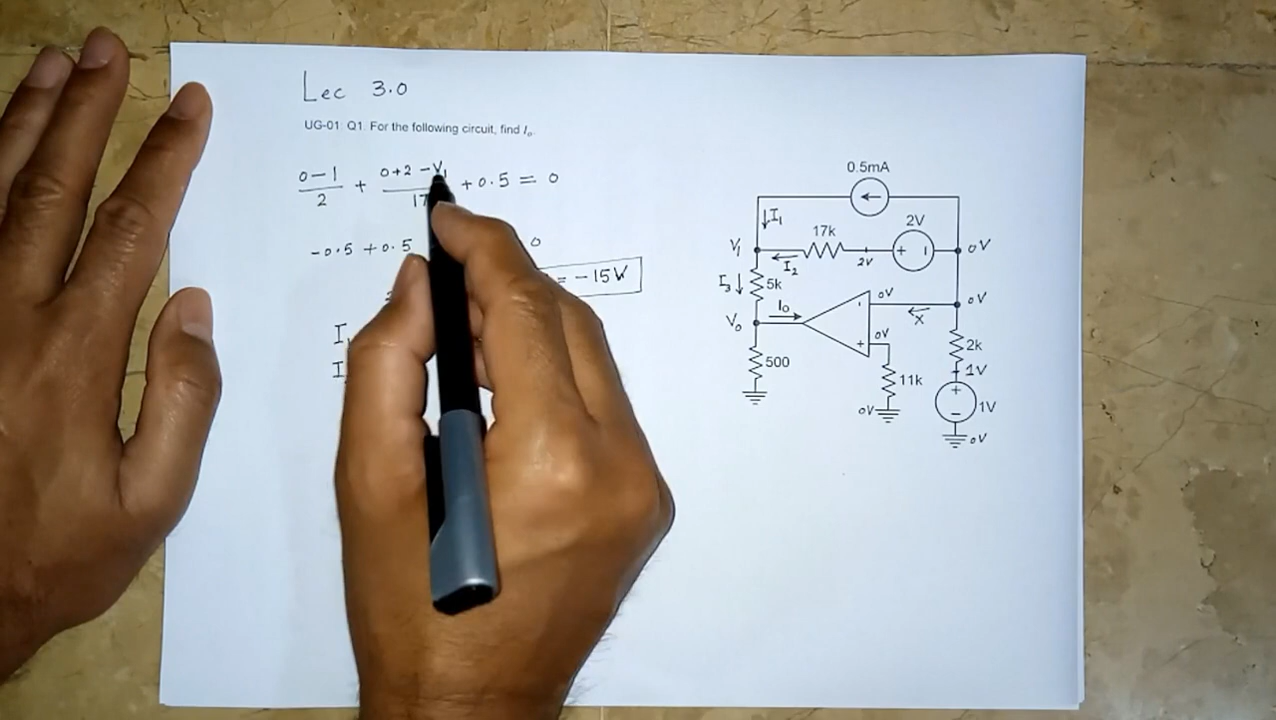 Lec 3.0
UG-01: Q1. For the following circuit, find Iₒ.
0-1/2 + 0+2-V₁/17 +0.5 = 0
-0.5 +0.5 0
= -15V
I
I
0.5mA
I₁
17k
2V
V₁
I₂
2V
+
-
0V
I₃
5k
0V
0V
Iₒ
Vₒ
x
-
+
0V
500
2k
1V
11k
+
-
1V
0V
0V